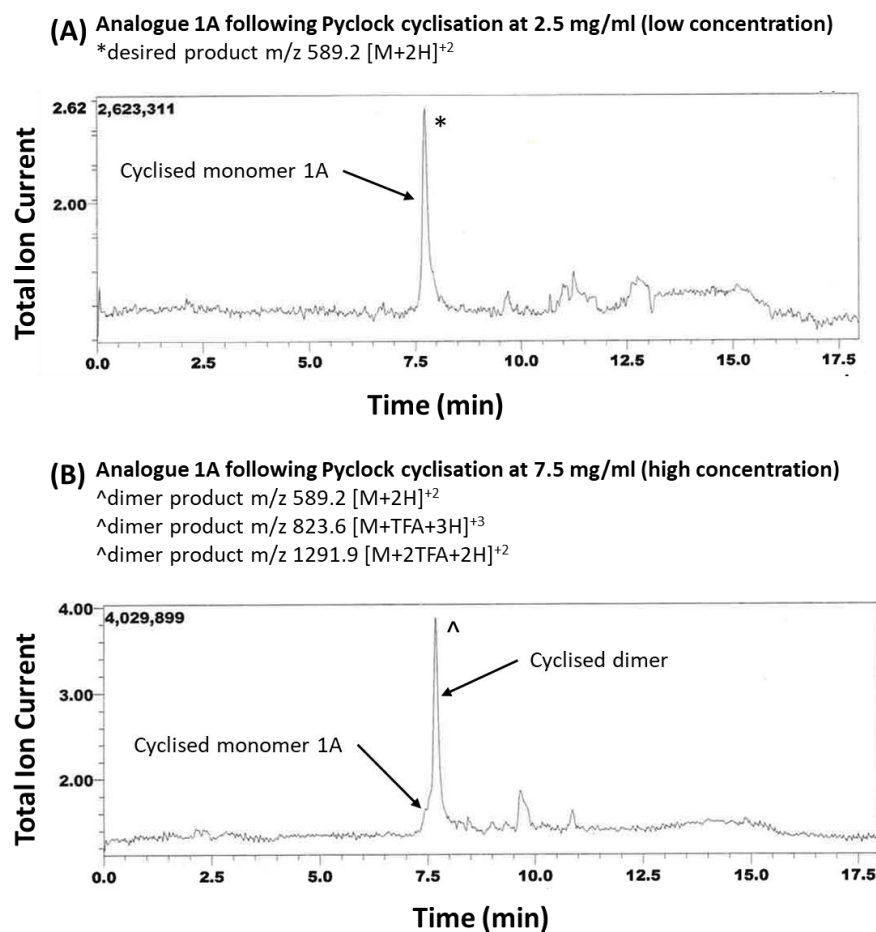 (A) Analogue 1A following Pyclock cyclisation at 2.5 mg/ml (low concentration)
*desired product m/z 589.2 [M+2H]+2
2.62
2,623,311
*
Cyclised monomer 1A
2.00
Total Ion Current
0.0 2.5 5.0 7.5 10.0 12.5 15.0 17.5
Time (min)
(B) Analogue 1A following Pyclock cyclisation at 7.5 mg/ml (high concentration)
^dimer product m/z 589.2 [M+2H]+2
^dimer product m/z 823.6 [M+TFA+3H]+3
^dimer product m/z 1291.9 [M+2TFA+2H]+2
4.00
4,029,899
^
Cyclised dimer
3.00
Cyclised monomer 1A
2.00
Total Ion Current
0.0 2.5 5.0 7.5 10.0 12.5 15.0 17.5
Time (min)